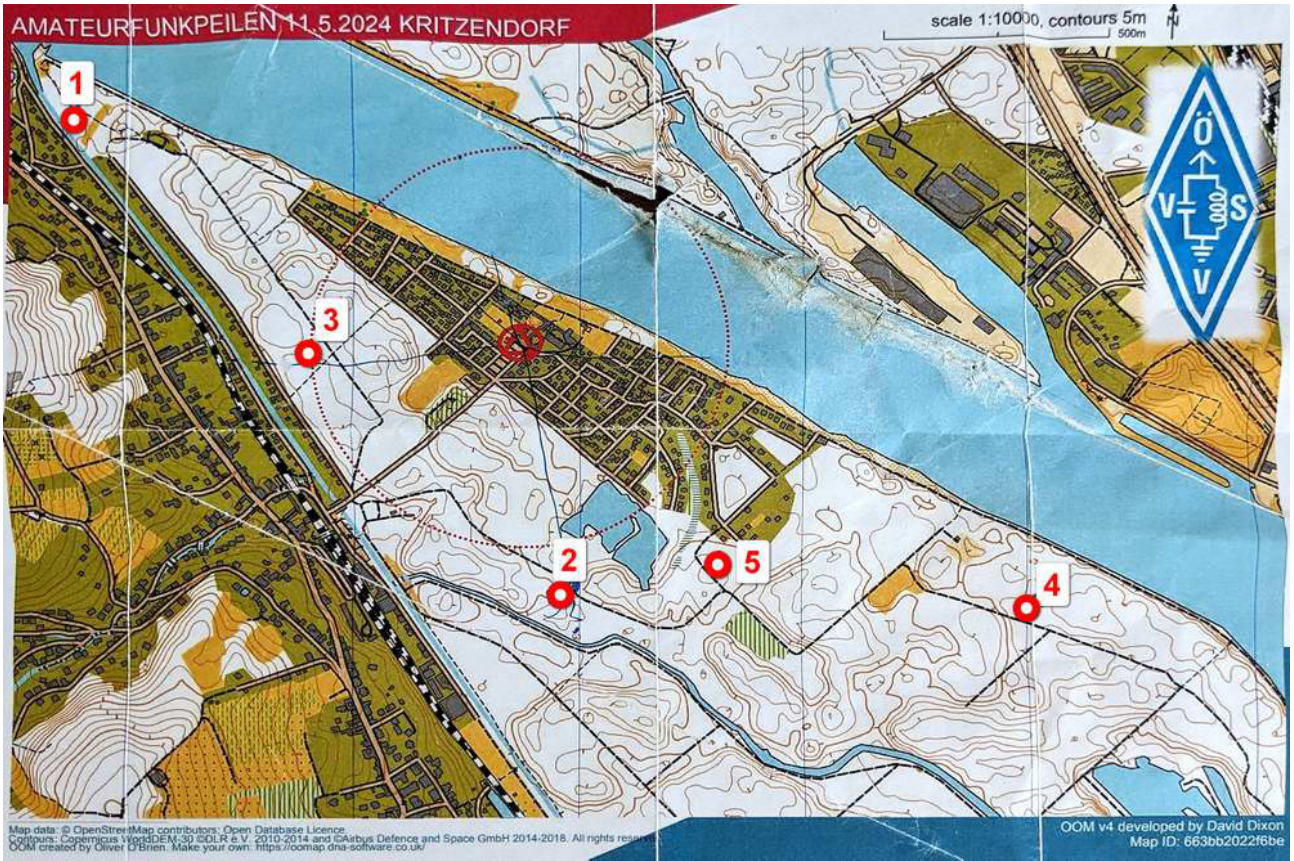 AMATEURFUNKPEILEN 11.5.2024 KRITZENDORF
scale 1:10000, contours 5m
N
500m
1
Ö
V
S
V
3
2
5
4
Map data: © OpenStreetMap contributors: Open Database Licence.
Contours: Copernicus WorldDEM-30 ©DLR e.V. 2010-2014 and ©Airbus Defence and Space GmbH 2014-2018. All rights
OOM created by Oliver O'Brien. Make your own: https://oomap.dna-software.co.uk/
OOM v4 developed by David Dixon
Map ID: 663bb2022f6be